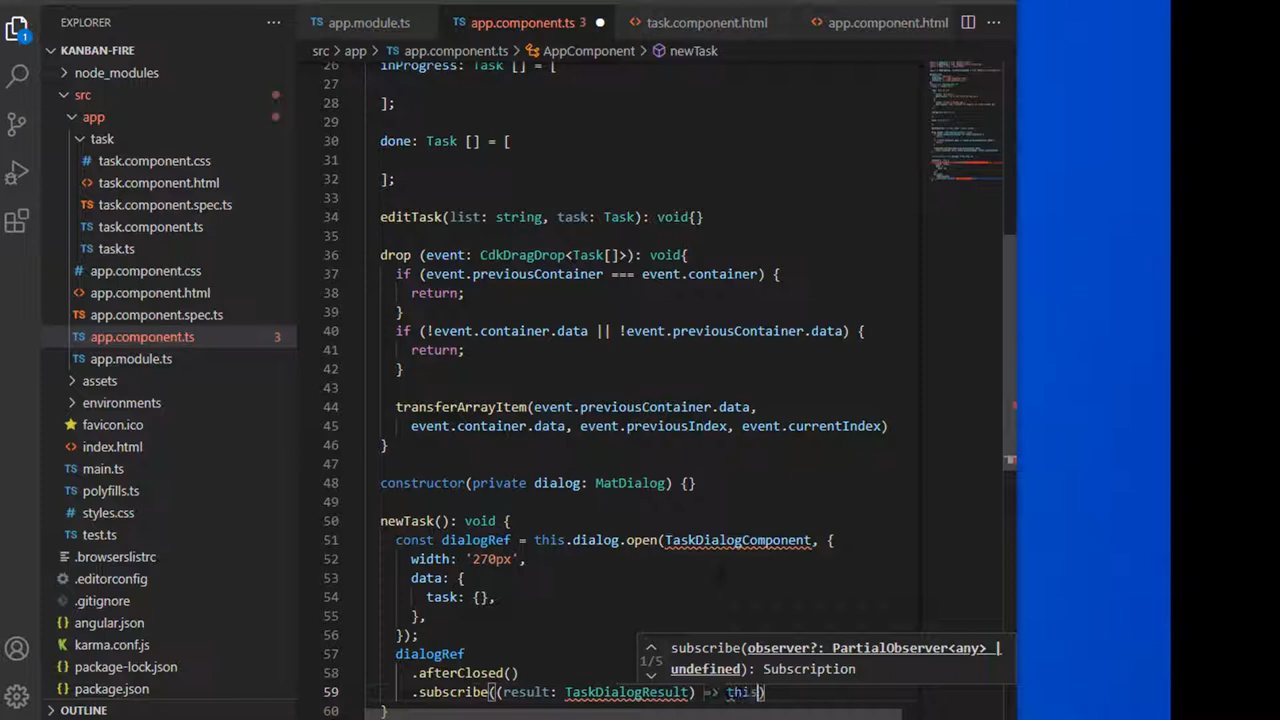 EXPLORER
KANBAN-FIRE
node_modules
src
app
task
task.component.css
task.component.html
task.component.spec.ts
task.component.ts
task.ts
app.component.css
app.component.html
app.component.spec.ts
app.component.ts 3
app.module.ts
assets
environments
favicon.ico
index.html
main.ts
polyfills.ts
styles.css
test.ts
.browserslistrc
.editorconfig
.gitignore
angular.json
karma.conf.js
package-lock.json
package.json
OUTLINE
1
TS app.module.ts TS app.component.ts 3 task.component.html app.component.html
src > app > TS app.component.ts > AppComponent > newTask
26 inProgress: Task [] = [
27
28 ];
29
30 done: Task [] = [
31
32 ];
33
34 editTask(list: string, task: Task): void{}
35
36 drop (event: CdkDragDrop<Task[]>): void{
37 if (event.previousContainer === event.container) {
38 return;
39 }
40 if (!event.container.data || !event.previousContainer.data) {
41 return;
42 }
43
44 transferArrayItem(event.previousContainer.data,
45 event.container.data, event.previousIndex, event.currentIndex)
46 }
47
48 constructor(private dialog: MatDialog) {}
49
50 newTask(): void {
51 const dialogRef = this.dialog.open(TaskDialogComponent, {
52 width: '270px',
53 data: {
54 task: {},
55 },
56 });
57 dialogRef
58 .afterClosed()
59 .subscribe((result: TaskDialogResult) => this)
60 }
1/5 subscribe(observer?: PartialObserver<any> |
undefined): Subscription